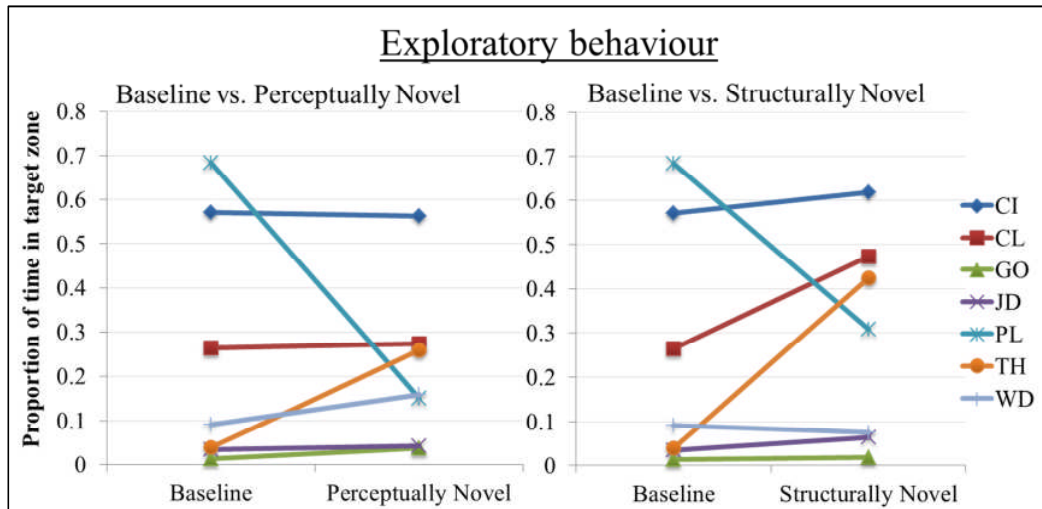 Exploratory behaviour
Baseline vs. Perceptually Novel
Proportion of time in target zone
0.8
0.7
0.6
0.5
0.4
0.3
0.2
0.1
0
Baseline
Perceptually Novel
Baseline vs. Structurally Novel
0.8
0.7
0.6
0.5
0.4
0.3
0.2
0.1
0
Baseline
Structurally Novel
CI
CL
GO
JD
PL
TH
WD